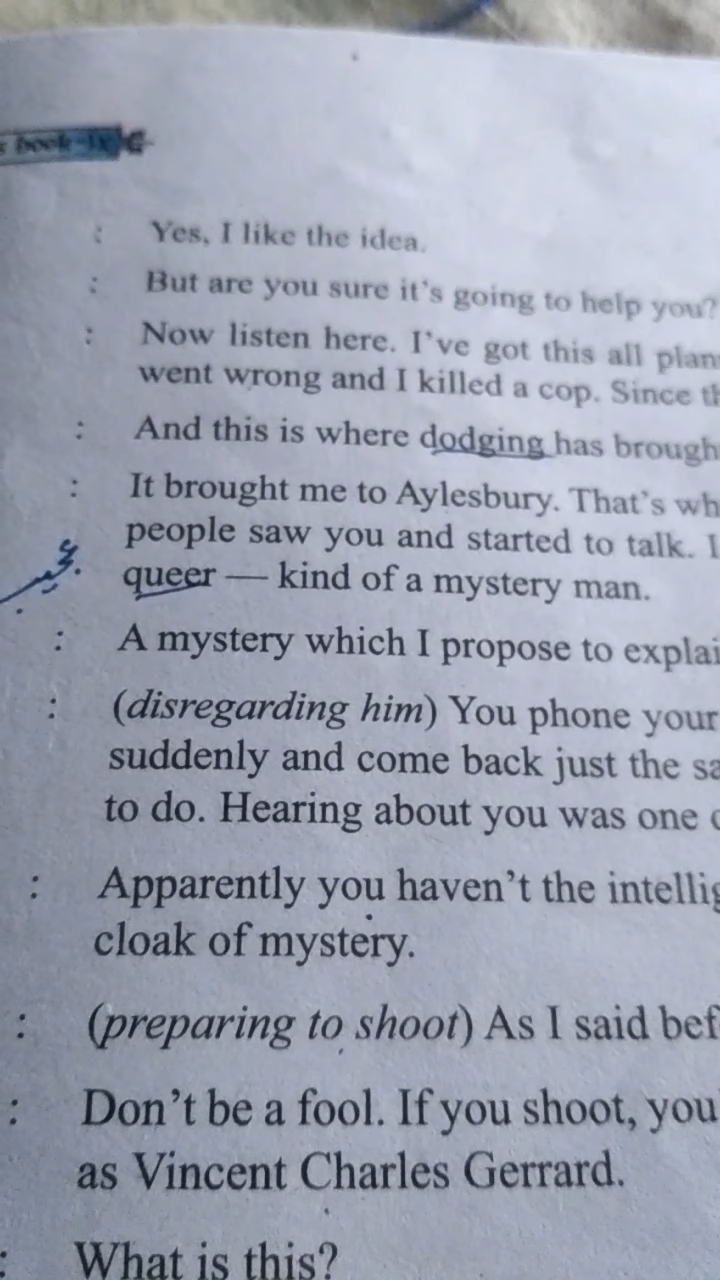 book-ix
: Yes, I like the idea.
: But are you sure it's going to help you?
: Now listen here. I've got this all plan
went wrong and I killed a cop. Since th
: And this is where dodging has brough
: It brought me to Aylesbury. That's wh
people saw you and started to talk. I
عجیب
queer — kind of a mystery man.
: A mystery which I propose to explai
: (disregarding him) You phone your
suddenly and come back just the sa
to do. Hearing about you was one
: Apparently you haven't the intellig
cloak of mystery.
: (preparing to shoot) As I said bef
: Don't be a fool. If you shoot, you
as Vincent Charles Gerrard.
: What is this?